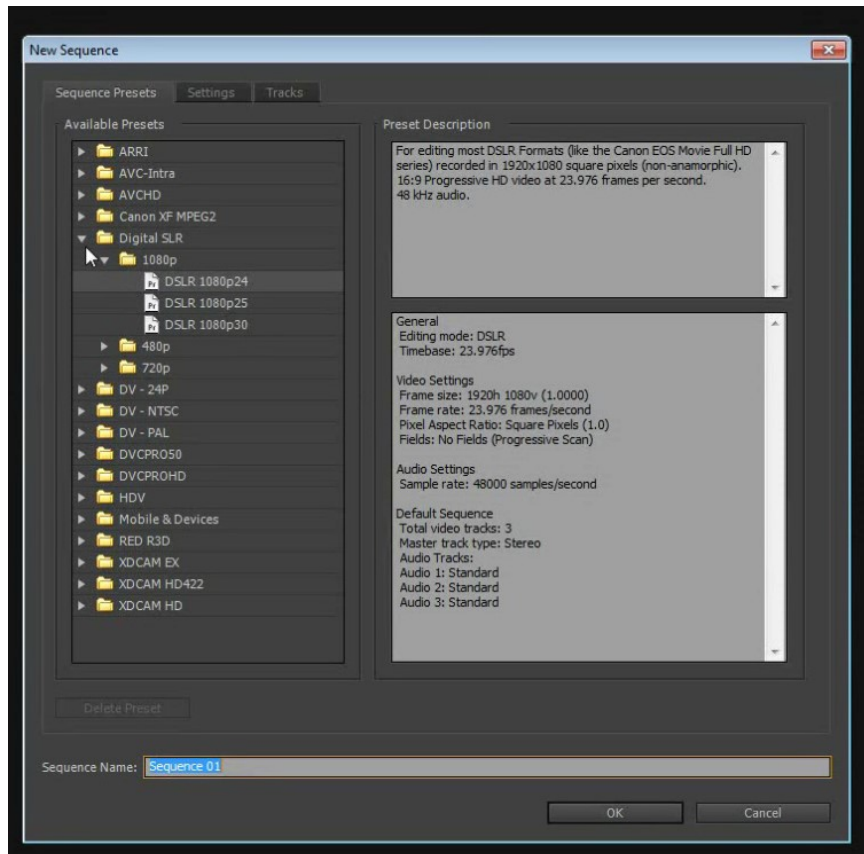 New Sequence
Sequence Presets
Settings
Tracks
Available Presets
ARRI
AVC-Intra
AVCHD
Canon XF MPEG2
Digital SLR
1080p
DSLR 1080p24
DSLR 1080p25
DSLR 1080p30
480p
720p
DV - 24P
DV - NTSC
DV - PAL
DVCPRO50
DVCPROHD
HDV
Mobile & Devices
RED R3D
XDCAM EX
XDCAM HD422
XDCAM HD
Preset Description
For editing most DSLR Formats (like the Canon EOS Movie Full HD
series) recorded in 1920x1080 square pixels (non-anamorphic).
16:9 Progressive HD video at 23.976 frames per second.
48 kHz audio.
General
Editing mode: DSLR
Timebase: 23.976fps
Video Settings
Frame size: 1920h 1080v (1.0000)
Frame rate: 23.976 frames/second
Pixel Aspect Ratio: Square Pixels (1.0)
Fields: No Fields (Progressive Scan)
Audio Settings
Sample rate: 48000 samples/second
Default Sequence
Total video tracks: 3
Master track type: Stereo
Audio Tracks:
Audio 1: Standard
Audio 2: Standard
Audio 3: Standard
Delete Preset
Sequence Name: Sequence 01
OK
Cancel